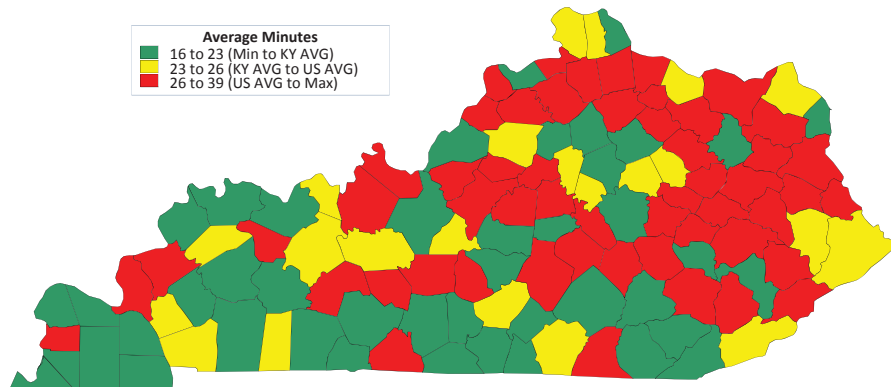 Average Minutes
16 to 23 (Min to KY AVG)
23 to 26 (KY AVG to US AVG)
26 to 39 (US AVG to Max)